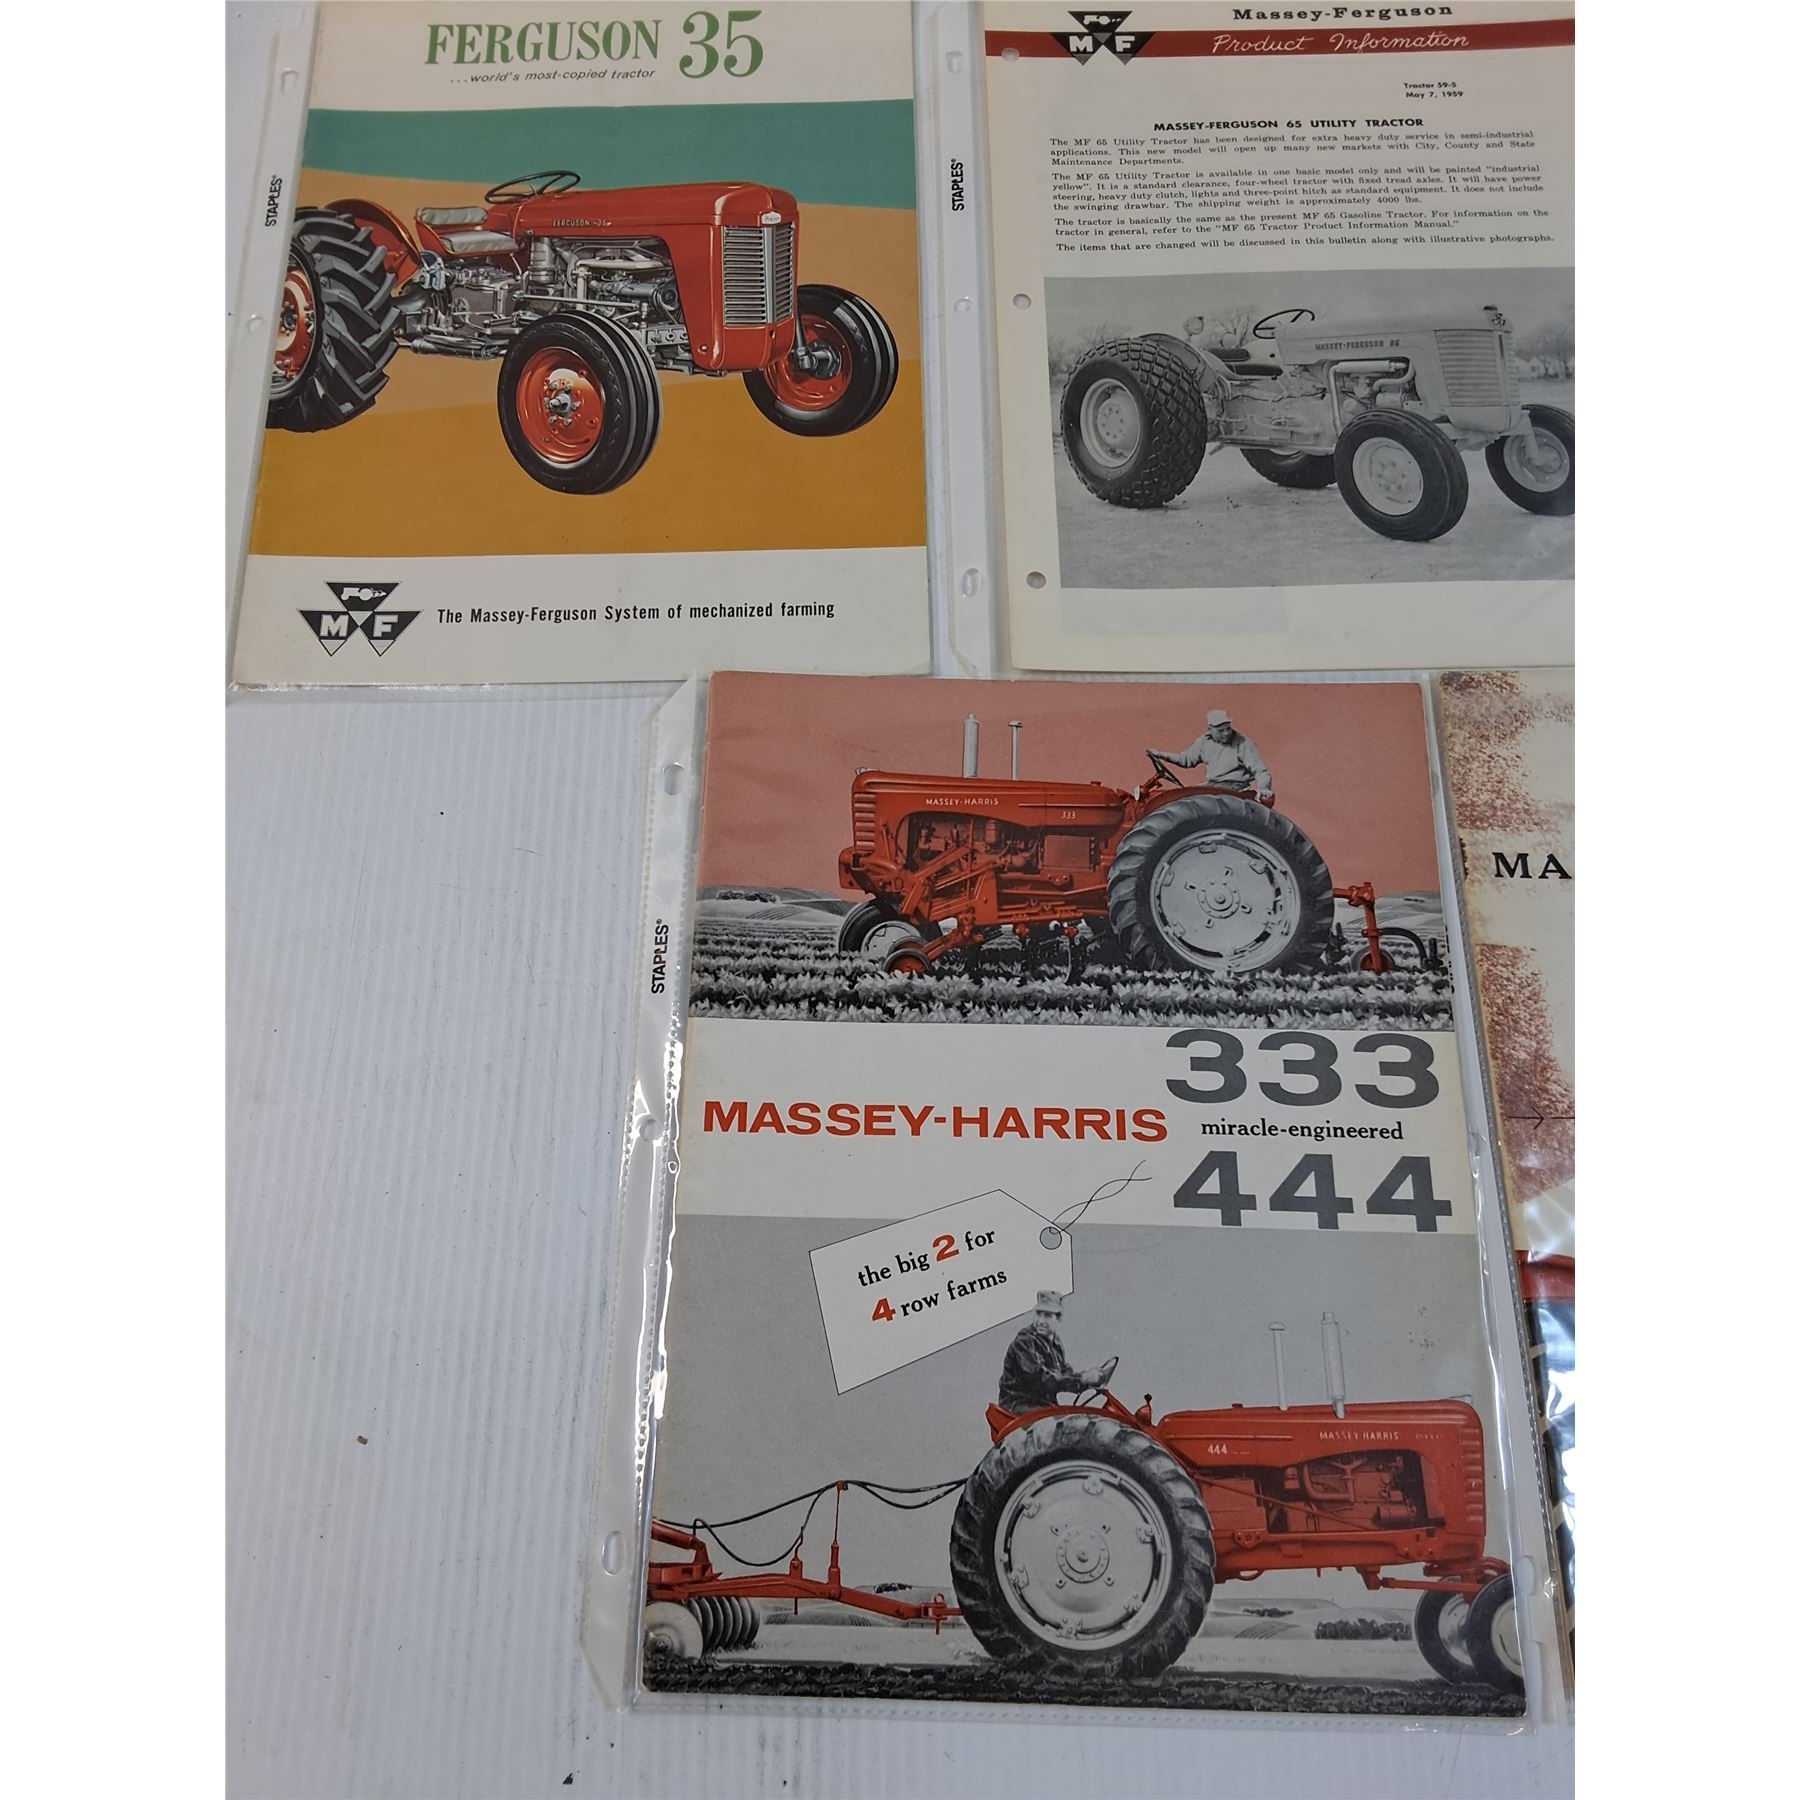 FERGUSON 35
...world's most-copied tractor
STAPLES®
FERGUSON 35
M F
The Massey-Ferguson System of mechanized farming
STAPLES®
M F
Massey-Ferguson
Product Information
Tractor 59-5
May 7, 1959
MASSEY-FERGUSON 65 UTILITY TRACTOR
The MF 65 Utility Tractor has been designed for extra heavy duty service in semi-industrial
applications. This new model will open up many new markets with City, County and State
Maintenance Departments.
The MF 65 Utility Tractor is available in one basic model only and will be painted "industrial
yellow". It is a standard clearance, four-wheel tractor with fixed tread axles. It will have power
steering, heavy duty clutch, lights and three-point hitch as standard equipment. It does not include
the swinging drawbar. The shipping weight is approximately 4000 lbs.
The tractor is basically the same as the present MF 65 Gasoline Tractor. For information on the
tractor in general, refer to the "MF 65 Tractor Product Information Manual."
The items that are changed will be discussed in this bulletin along with illustrative photographs.
MASSEY-FERGUSON 65
STAPLES®
MASSEY-HARRIS
333
333
MASSEY-HARRIS
miracle-engineered
444
the big 2 for
4 row farms
444
MASSEY HARRIS
MA